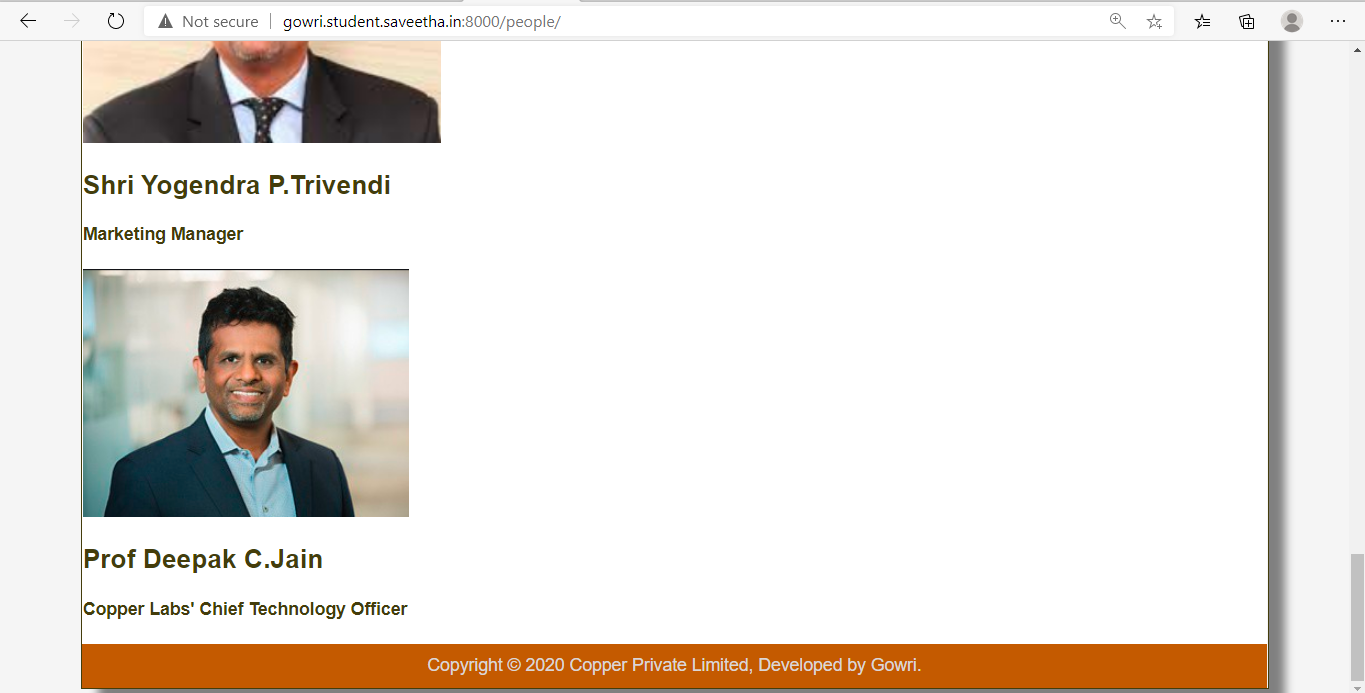 Not secure
gowri.student.saveetha.in:8000/people/
Shri Yogendra P.Trivendi
Marketing Manager
Prof Deepak C.Jain
Copper Labs' Chief Technology Officer
Copyright © 2020 Copper Private Limited, Developed by Gowri.